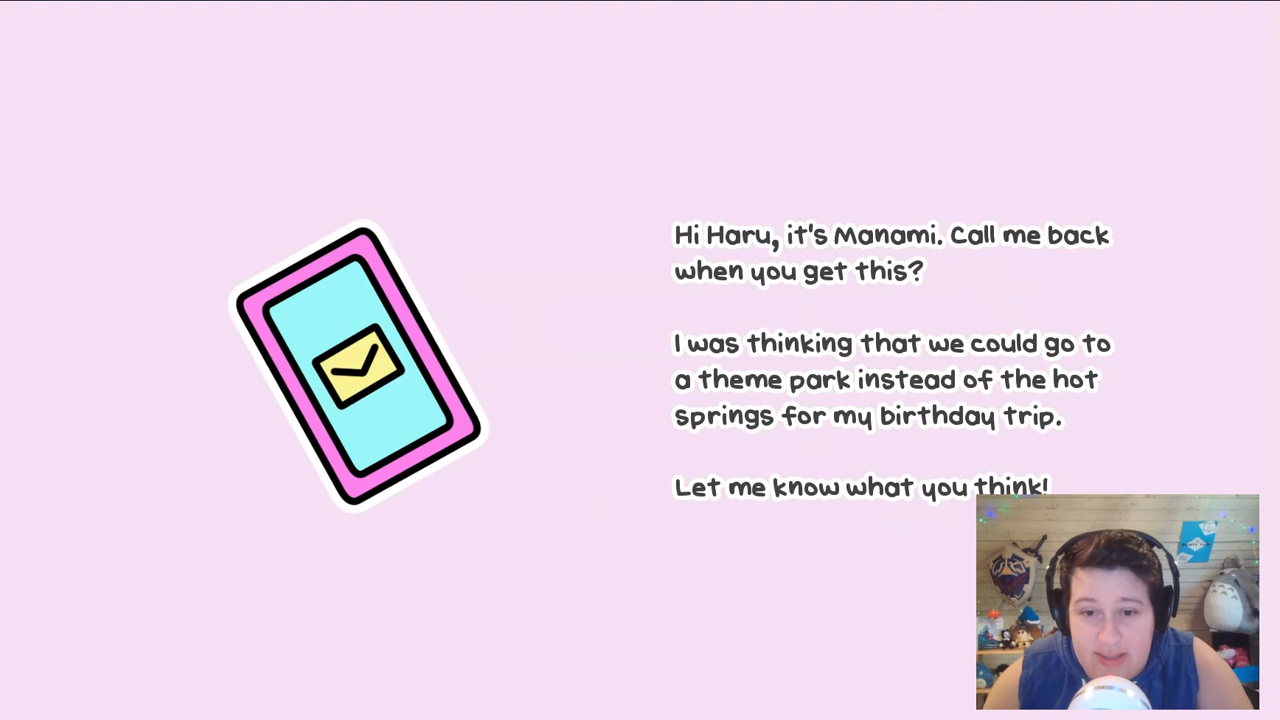 Hi Haru, it's Manami. Call me back
when you get this?
I was thinking that we could go to
a theme park instead of the hot
springs for my birthday trip.
Let me know what you think!